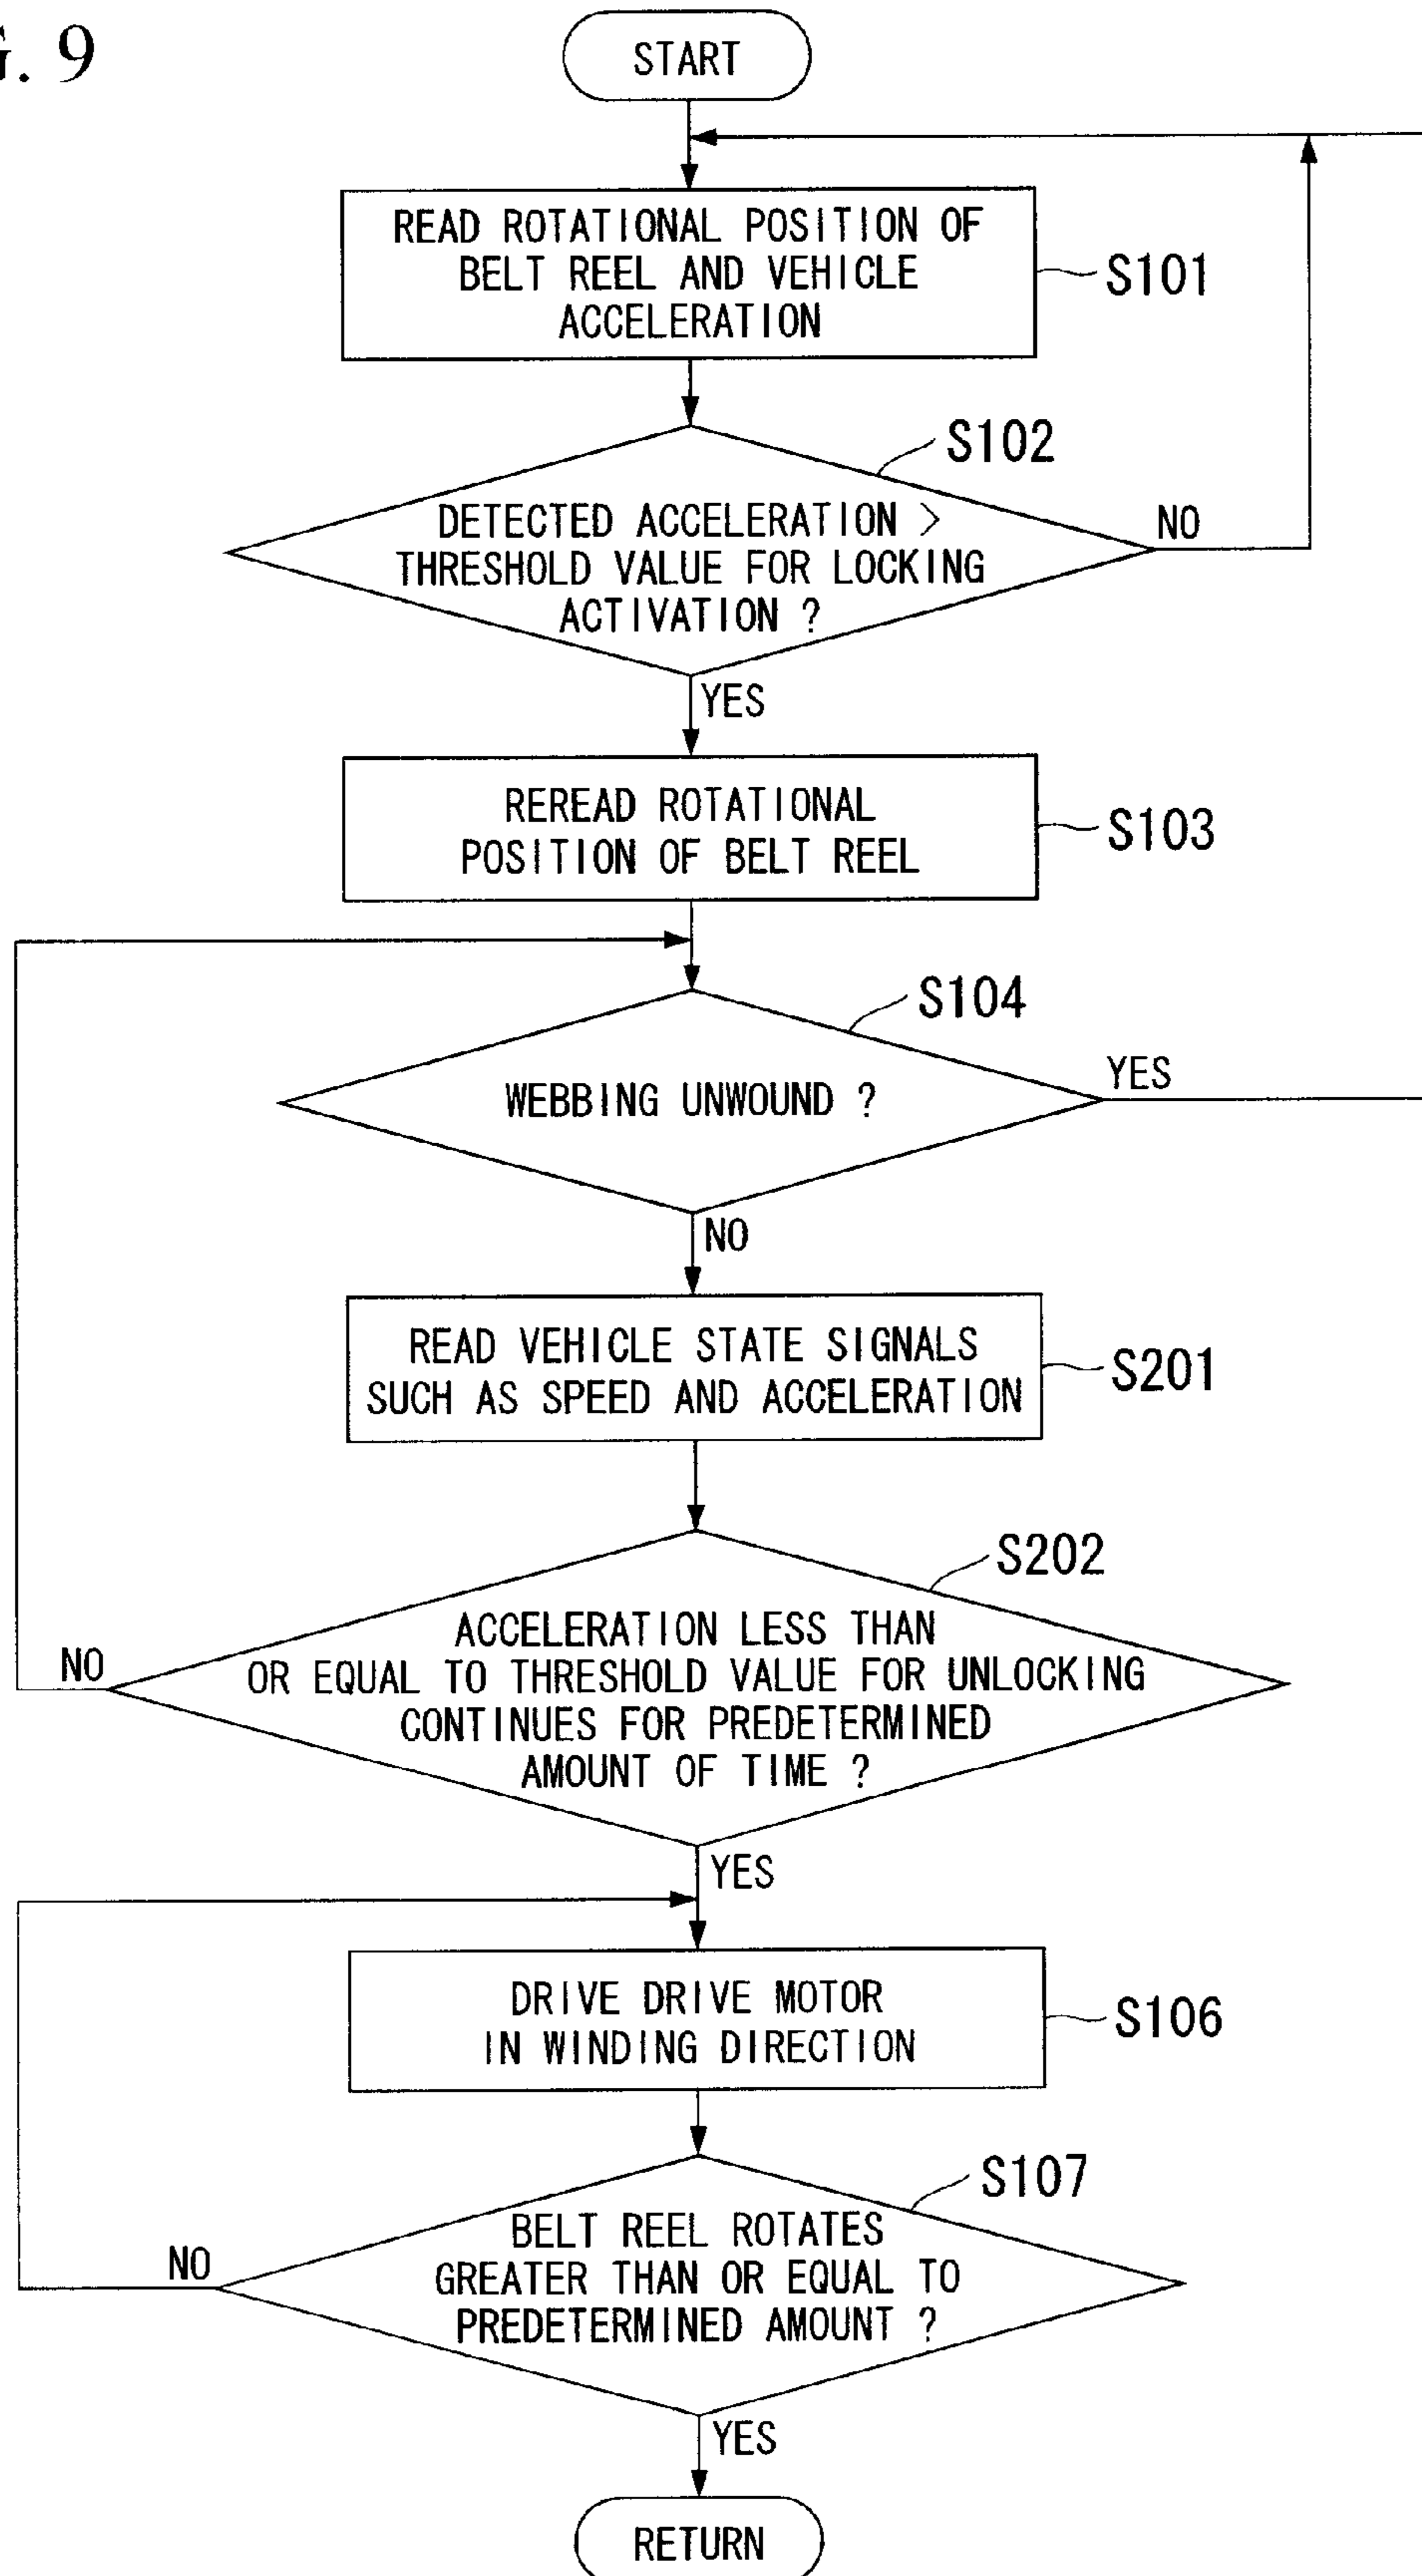 G. 9
START
READ ROTATIONAL POSITION OF
BELT REEL AND VEHICLE
ACCELERATION
S101
S102
DETECTED ACCELERATION >
THRESHOLD VALUE FOR LOCKING
ACTIVATION ?
NO
YES
REREAD ROTATIONAL
POSITION OF BELT REEL
S103
S104
WEBBING UNWOUND ?
YES
NO
READ VEHICLE STATE SIGNALS
SUCH AS SPEED AND ACCELERATION
S201
S202
ACCELERATION LESS THAN
OR EQUAL TO THRESHOLD VALUE FOR UNLOCKING
CONTINUES FOR PREDETERMINED
AMOUNT OF TIME ?
NO
YES
DRIVE DRIVE MOTOR
IN WINDING DIRECTION
S106
S107
BELT REEL ROTATES
GREATER THAN OR EQUAL TO
PREDETERMINED AMOUNT ?
NO
YES
RETURN